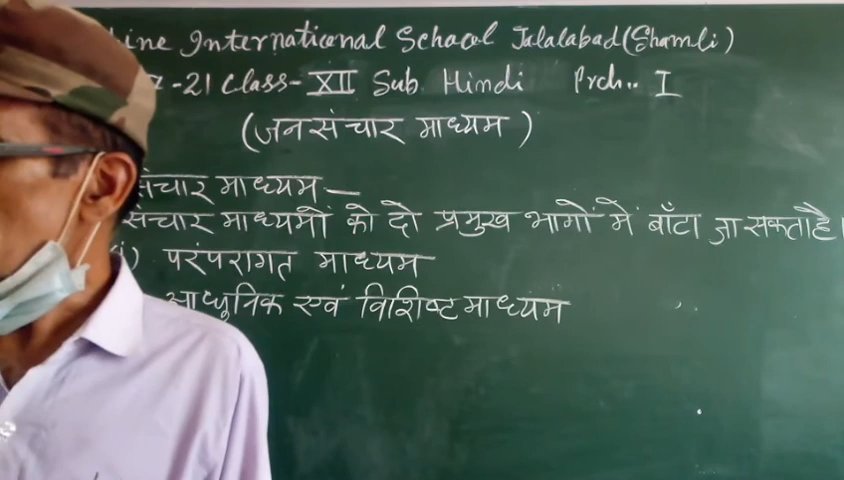 ine International School Jalalabad (Shamli)
-21 Class- XII Sub. Hindi Prch.. I
(जनसंचार माध्यम)
संचार माध्यम —
संचार माध्यमों को दो प्रमुख भागों में बाँटा जा सकता है।
) परंपरागत माध्यम
आधुनिक एवं विशिष्ट माध्यम